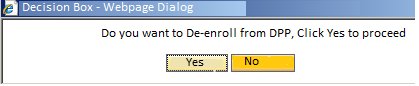 Decision Box - Webpage Dialog
Do you want to De-enroll from DPP, Click Yes to proceed
Yes No